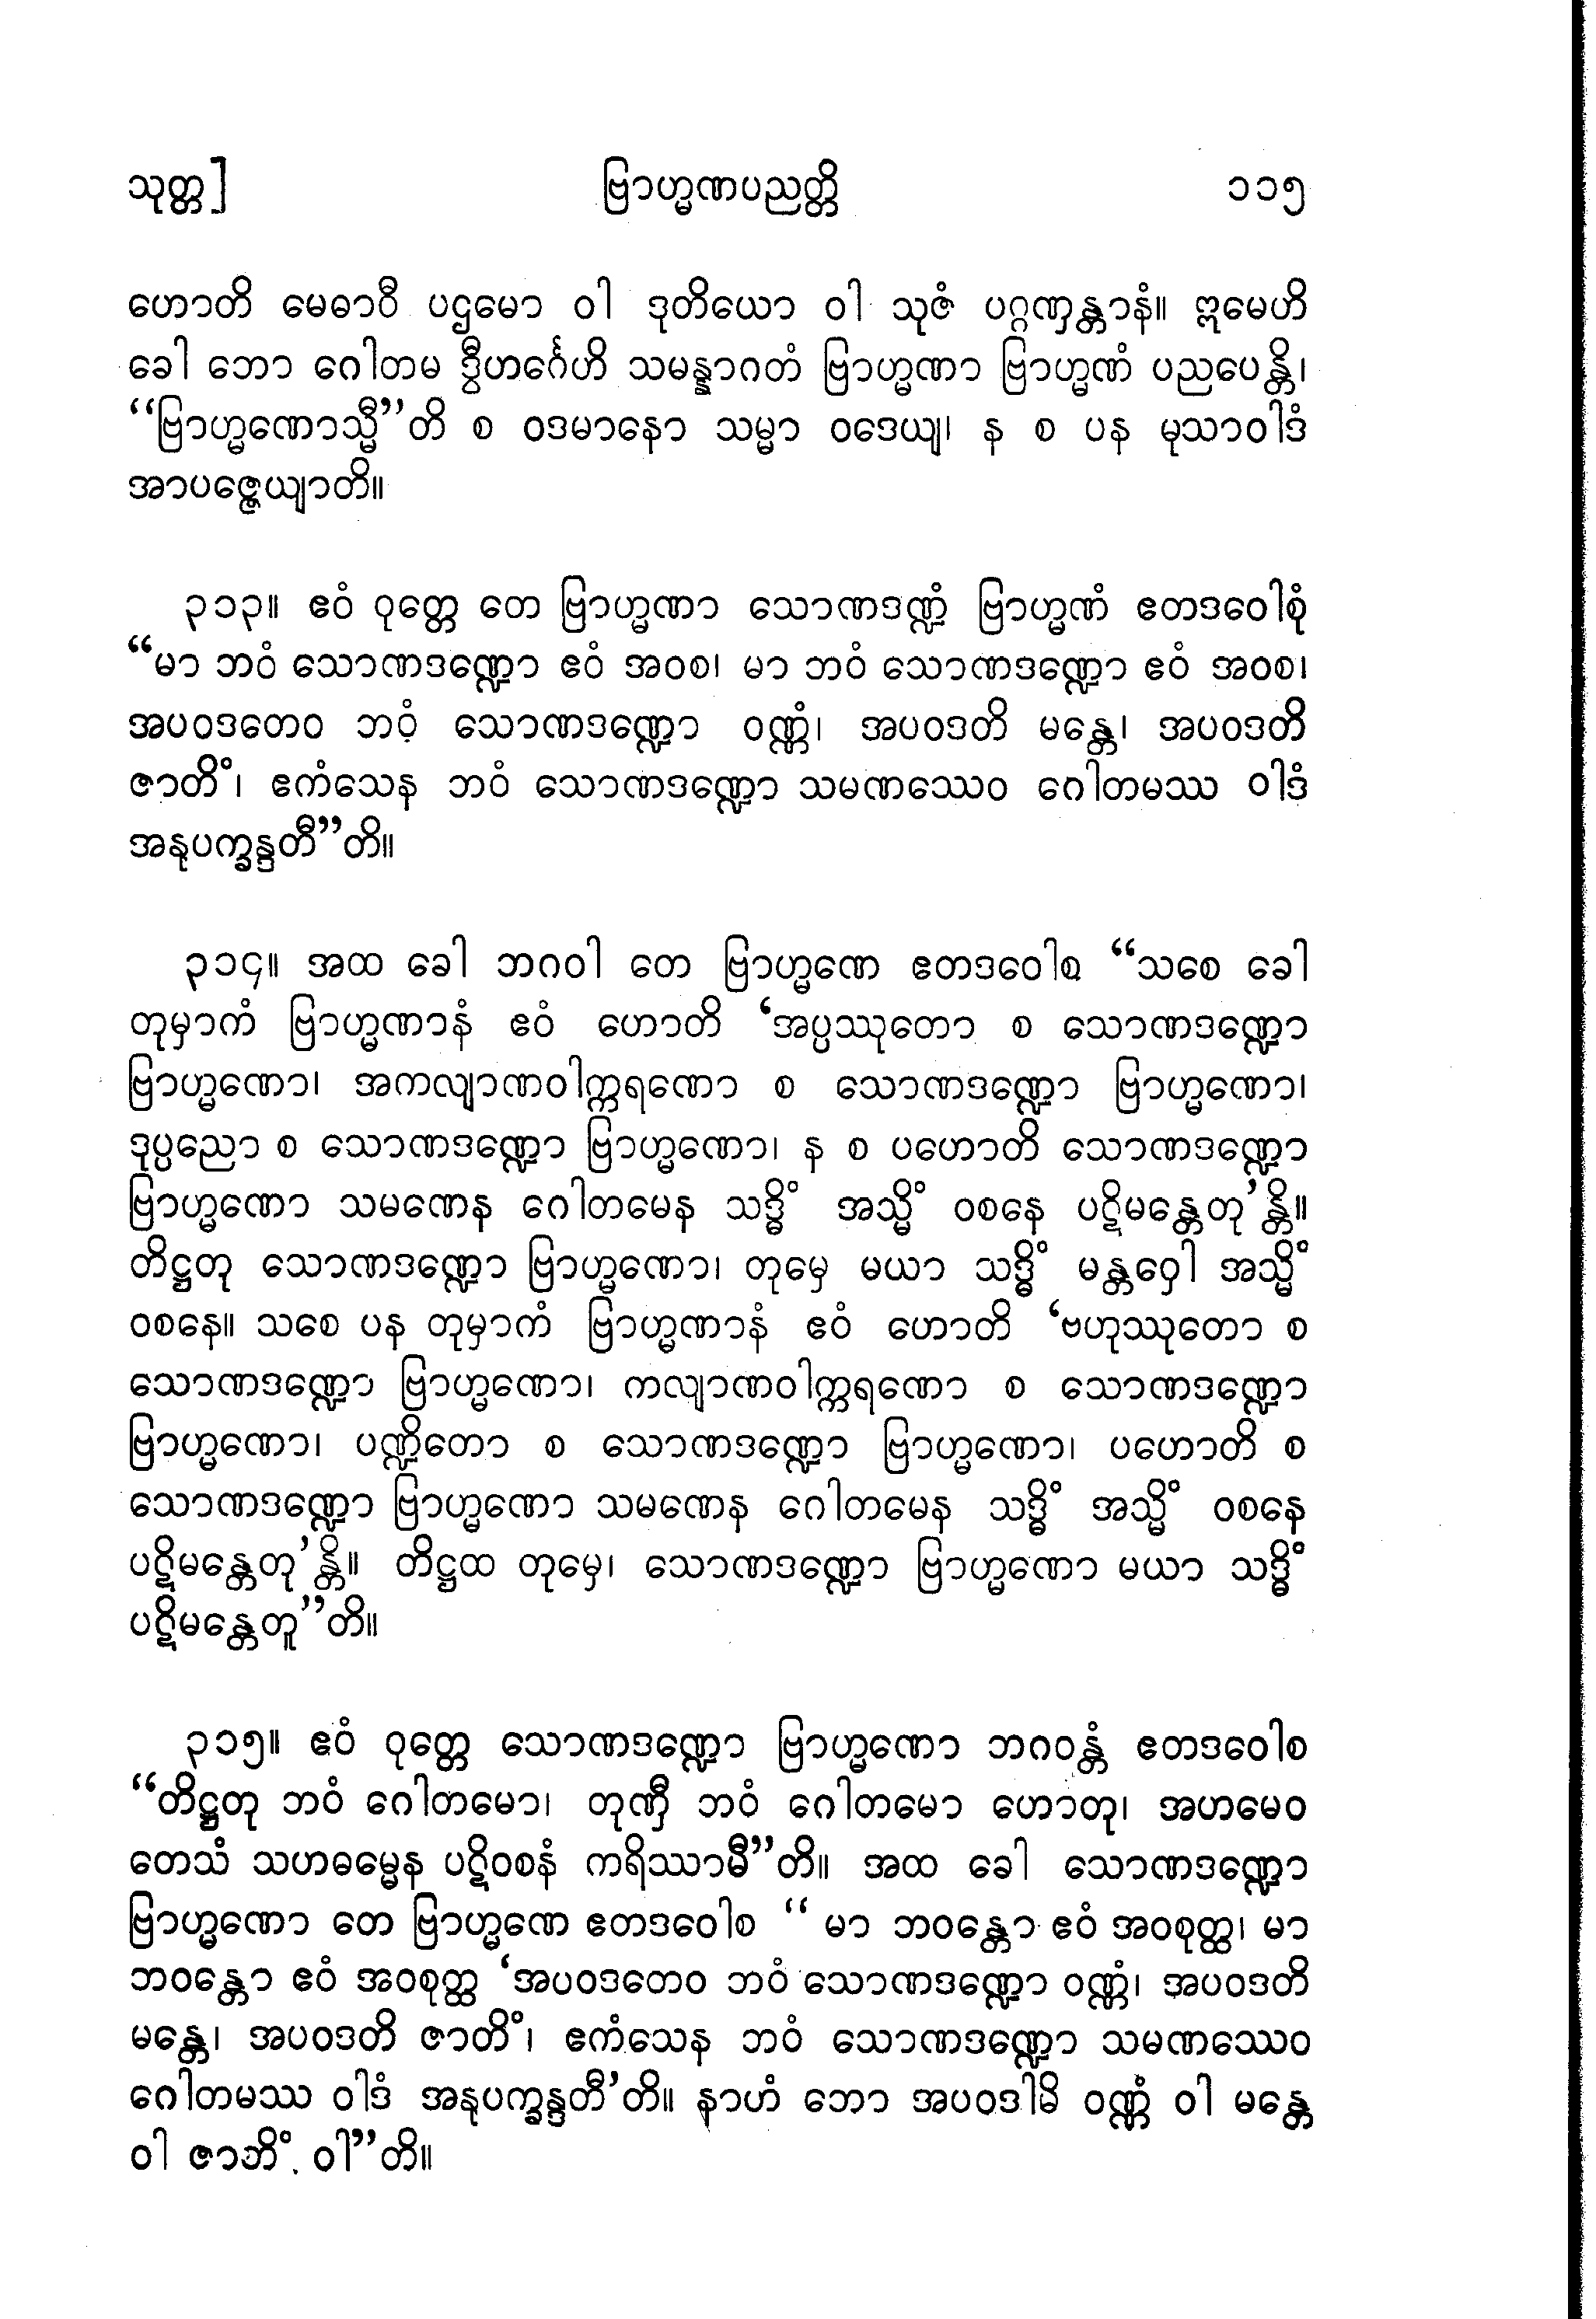 သုတ္တ] ဗြာဟ္မဏပညတ္တိ ၁၁၅
ဟောတိ မေဓာဝီ ပဌမော ဝါ ဒုတိယော ဝါ သုဇံ ပဂ္ဂဏှန္တာနံ။ ဣမေဟိ
ခေါ ဘော ဂေါတမ ဒွီဟင်္ဂေဟိ သမန္နာဂတံ ဗြာဟ္မဏာ ဗြာဟ္မဏံ ပညပေန္တိ၊
“ဗြာဟ္မဏောသ္မီ”တိ စ ဝဒမာနော သမ္မာ ဝဒေယျ၊ န စ ပန မုသာဝါဒံ
အာပဇ္ဇေယျာတိ။
၃၁၃။ ဧဝံ ဝုတ္တေ တေ ဗြာဟ္မဏာ သောဏဒဏ္ဍံ ဗြာဟ္မဏံ ဧတဒဝေါစုံ
“မာ ဘဝံ သောဏဒဏ္ဍော ဧဝံ အဝစ၊ မာ ဘဝံ သောဏဒဏ္ဍော ဧဝံ အဝစ၊
အပဝဒတေဝ ဘဝံ့ သောဏဒဏ္ဍော ဝဏ္ဏံ၊ အပဝဒတိ မန္တေ၊ အပဝဒတိ
ဇာတိံ၊ ဧကံသေန ဘဝံ သောဏဒဏ္ဍော သမဏဿေဝ ဂေါတမဿ ဝါဒံ
အနုပက္ခန္ဒတီ”တိ။
၃၁၄။ အထ ခေါ ဘဂဝါ တေ ဗြာဟ္မဏေ ဧတဒဝေါစ “သစေ ခေါ
တုမှာကံ ဗြာဟ္မဏာနံ ဧဝံ ဟောတိ ‘အပ္ပဿုတော စ သောဏဒဏ္ဍော
ဗြာဟ္မဏော၊ အကလျာဏဝါက္ကရဏော စ သောဏဒဏ္ဍော ဗြာဟ္မဏော၊
ဒုပ္ပညော စ သောဏဒဏ္ဍော ဗြာဟ္မဏော၊ န စ ပဟောတိ သောဏဒဏ္ဍော
ဗြာဟ္မဏော သမဏေန ဂေါတမေန သဒ္ဓိံ အသ္မိံ ဝစနေ ပဋိမန္တေတု’န္တိ။
တိဋ္ဌတု သောဏဒဏ္ဍော ဗြာဟ္မဏော၊ တုမှေ မယာ သဒ္ဓိံ မန္တဝှေါ အသ္မိံ
ဝစနေ။ သစေ ပန တုမှာကံ ဗြာဟ္မဏာနံ ဧဝံ ဟောတိ ‘ဗဟုဿုတော စ
သောဏဒဏ္ဍော ဗြာဟ္မဏော၊ ကလျာဏဝါက္ကရဏော စ သောဏဒဏ္ဍော
ဗြာဟ္မဏော၊ ပဏ္ဍိတော စ သောဏဒဏ္ဍော ဗြာဟ္မဏော၊ ပဟောတိ စ
သောဏဒဏ္ဍော ဗြာဟ္မဏော သမဏေန ဂေါတမေန သဒ္ဓိံ အသ္မိံ ဝစနေ
ပဋိမန္တေတု’န္တိ။ တိဋ္ဌထ တုမှေ၊ သောဏဒဏ္ဍော ဗြာဟ္မဏော မယာ သဒ္ဓိံ
ပဋိမန္တေတူ”တိ။
၃၁၅။ ဧဝံ ဝုတ္တေ သောဏဒဏ္ဍော ဗြာဟ္မဏော ဘဂဝန္တံ ဧတဒဝေါစ
“တိဋ္ဌတု ဘဝံ ဂေါတမော၊ တုဏှီ ဘဝံ ဂေါတမော ဟောတု၊ အဟမေဝ
တေသံ သဟဓမ္မေန ပဋိဝစနံ ကရိဿာမီ”တိ။ အထ ခေါ သောဏဒဏ္ဍော
ဗြာဟ္မဏော တေ ဗြာဟ္မဏေ ဧတဒဝေါစ “ မာ ဘဝန္တော ဧဝံ အဝစုတ္ထ၊ မာ
ဘဝန္တော ဧဝံ အဝစုတ္ထ ‘အပဝဒတေဝ ဘဝံ သောဏဒဏ္ဍော ဝဏ္ဏံ၊ အပဝဒတိ
မန္တေ၊ အပဝဒတိ ဇာတိံ၊ ဧကံသေန ဘဝံ သောဏဒဏ္ဍော သမဏဿေဝ
ဂေါတမဿ ဝါဒံ အနုပက္ခန္ဒတီ’တိ။ နာဟံ ဘော အပဝဒါမိ ဝဏ္ဏံ ဝါ မန္တေ
ဝါ ဇာတိံ ဝါ”တိ။